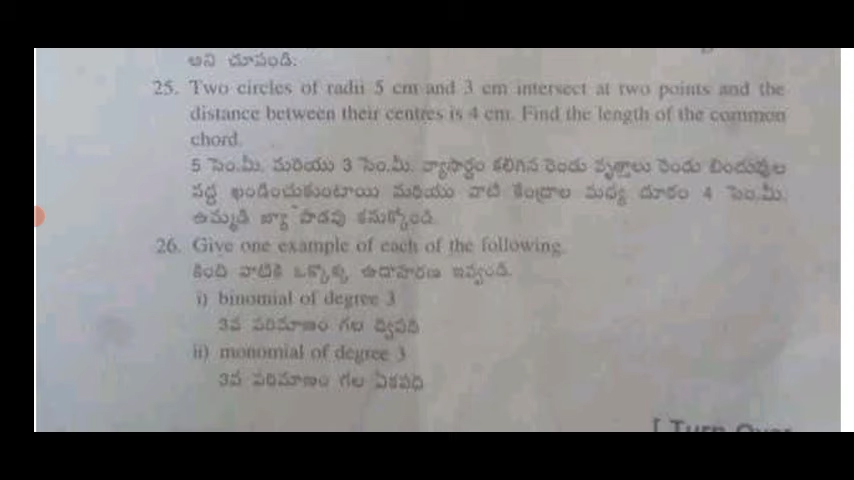 అని చూపండి.
25. Two circles of radii 5 cm and 3 cm intersect at two points and the
distance between their centres is 4 cm. Find the length of the common
chord.
5 సెం.మీ. మరియు 3 సెం.మీ. వ్యాసార్థం కలిగిన రెండు వృత్తాలు రెండు బిందువుల
వద్ద ఖండించుకుంటాయి మరియు వాటి కేంద్రాల మధ్య దూరం 4 సెం.మీ.
ఉమ్మడి జ్యా పొడవు కనుక్కోండి.
26. Give one example of each of the following.
కింది వాటికి ఒక్కొక్క ఉదాహరణ ఇవ్వండి.
i) binomial of degree 3
3వ పరిమాణం గల ద్విపది
ii) monomial of degree 3
3వ పరిమాణం గల ఏకపది
[ Turn Over